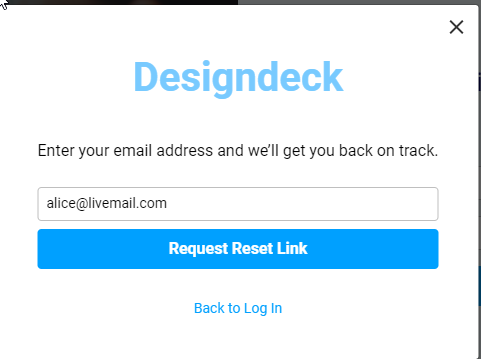 Designdeck
Enter your email address and we’ll get you back on track.
alice@livemail.com
Request Reset Link
Back to Log In